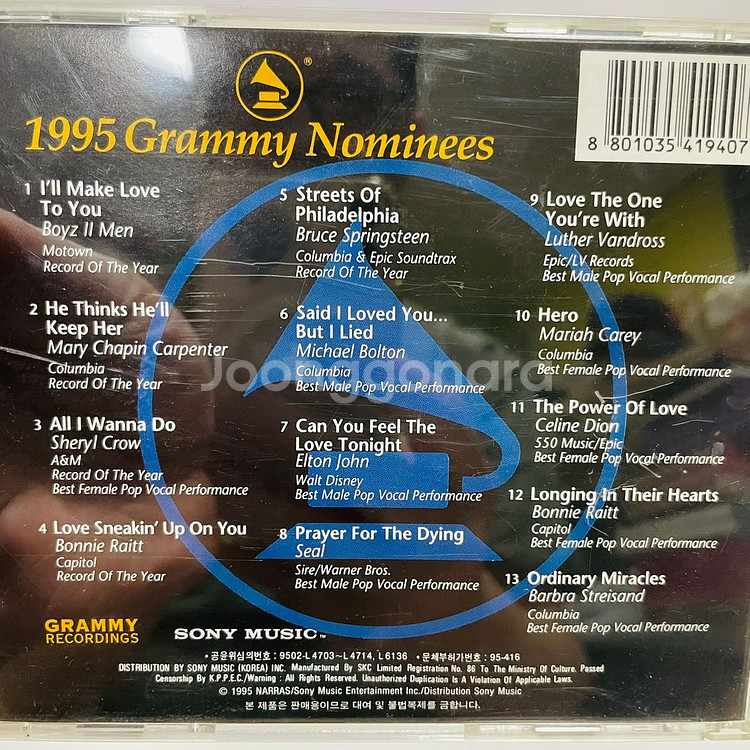 ®
1995 Grammy Nominees
8 801035 419407
1 I'll Make Love
To You
Boyz II Men
Motown
Record Of The Year
2 He Thinks He'll
Keep Her
Mary Chapin Carpenter
Columbia
Record Of The Year
3 All I Wanna Do
Sheryl Crow
A&M
Record Of The Year
Best Female Pop Vocal Performance
4 Love Sneakin' Up On You
Bonnie Raitt
Capitol
Record Of The Year
5 Streets Of
Philadelphia
Bruce Springsteen
Columbia & Epic Soundtrax
Record Of The Year
6 Said I Loved You...
But I Lied
Michael Bolton
Columbia
Best Male Pop Vocal Performance
7 Can You Feel The
Love Tonight
Elton John
Walt Disney
Best Male Pop Vocal Performance
8 Prayer For The Dying
Seal
Sire/Warner Bros.
Best Male Pop Vocal Performance
9 Love The One
You're With
Luther Vandross
Epic/LV Records
Best Male Pop Vocal Performance
10 Hero
Mariah Carey
Columbia
Best Female Pop Vocal Performance
11 The Power Of Love
Celine Dion
550 Music/Epic
Best Female Pop Vocal Performance
12 Longing In Their Hearts
Bonnie Raitt
Capitol
Best Female Pop Vocal Performance
13 Ordinary Miracles
Barbra Streisand
Columbia
Best Female Pop Vocal Performance
Joonggonara
GRAMMY
RECORDINGS
SONY MUSIC™
• 공윤위심의번호 : 9502-L4703~L4714, L6136 • 문체부허가번호 : 95-416
DISTRIBUTION BY SONY MUSIC (KOREA) INC. Manufactured By SKC Limited Registration No. 86 To The Ministry Of Culture. Passed
Censorship By K.P.P.E.C./Warning : All Rights Reserved. Unauthorized Duplication Is A Violation Of Applicable Laws.
© 1995 NARRAS/Sony Music Entertainment Inc./Distribution Sony Music
본 제품은 판매용이므로 대여 및 불법복제를 금합니다.